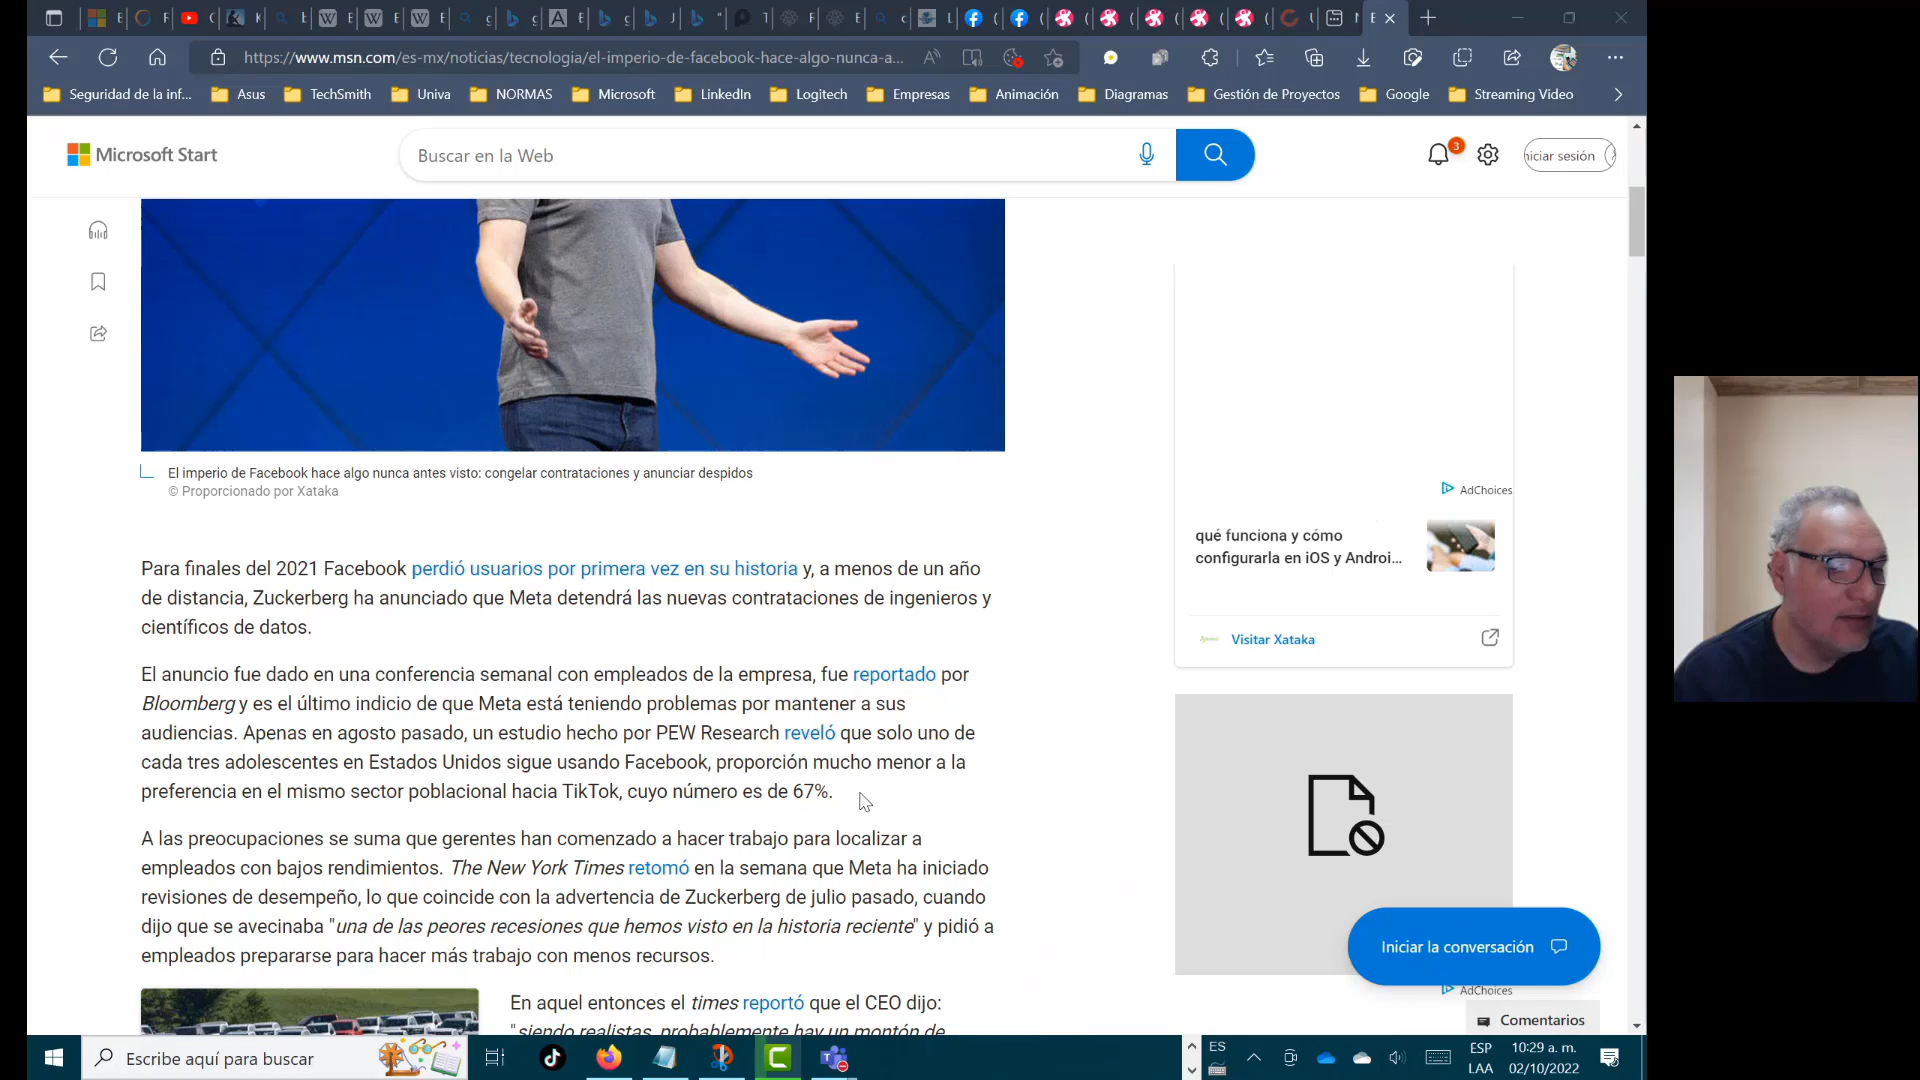 https://www.msn.com/es-mx/noticias/tecnologia/el-imperio-de-facebook-hace-algo-nunca-a...
Seguridad de la inf...
Asus
TechSmith
Univa
NORMAS
Microsoft
LinkedIn
Logitech
Empresas
Animación
Diagramas
Gestión de Proyectos
Google
Streaming Video
Microsoft Start
Buscar en la Web
3
niciar sesión
El imperio de Facebook hace algo nunca antes visto: congelar contrataciones y anunciar despidos
© Proporcionado por Xataka
Para finales del 2021 Facebook perdió usuarios por primera vez en su historia y, a menos de un año
de distancia, Zuckerberg ha anunciado que Meta detendrá las nuevas contrataciones de ingenieros y
científicos de datos.
El anuncio fue dado en una conferencia semanal con empleados de la empresa, fue reportado por
Bloomberg y es el último indicio de que Meta está teniendo problemas por mantener a sus
audiencias. Apenas en agosto pasado, un estudio hecho por PEW Research reveló que solo uno de
cada tres adolescentes en Estados Unidos sigue usando Facebook, proporción mucho menor a la
preferencia en el mismo sector poblacional hacia TikTok, cuyo número es de 67%.
A las preocupaciones se suma que gerentes han comenzado a hacer trabajo para localizar a
empleados con bajos rendimientos. The New York Times retomó en la semana que Meta ha iniciado
revisiones de desempeño, lo que coincide con la advertencia de Zuckerberg de julio pasado, cuando
dijo que se avecinaba "una de las peores recesiones que hemos visto en la historia reciente" y pidió a
empleados prepararse para hacer más trabajo con menos recursos.
En aquel entonces el times reportó que el CEO dijo:
"siendo realistas, probablemente hay un montón de
AdChoices
qué funciona y cómo
configurarla en iOS y Androi...
Visitar Xataka
Iniciar la conversación
AdChoices
Comentarios
Escribe aquí para buscar
ES
ESP
LAA
10:29 a. m.
02/10/2022